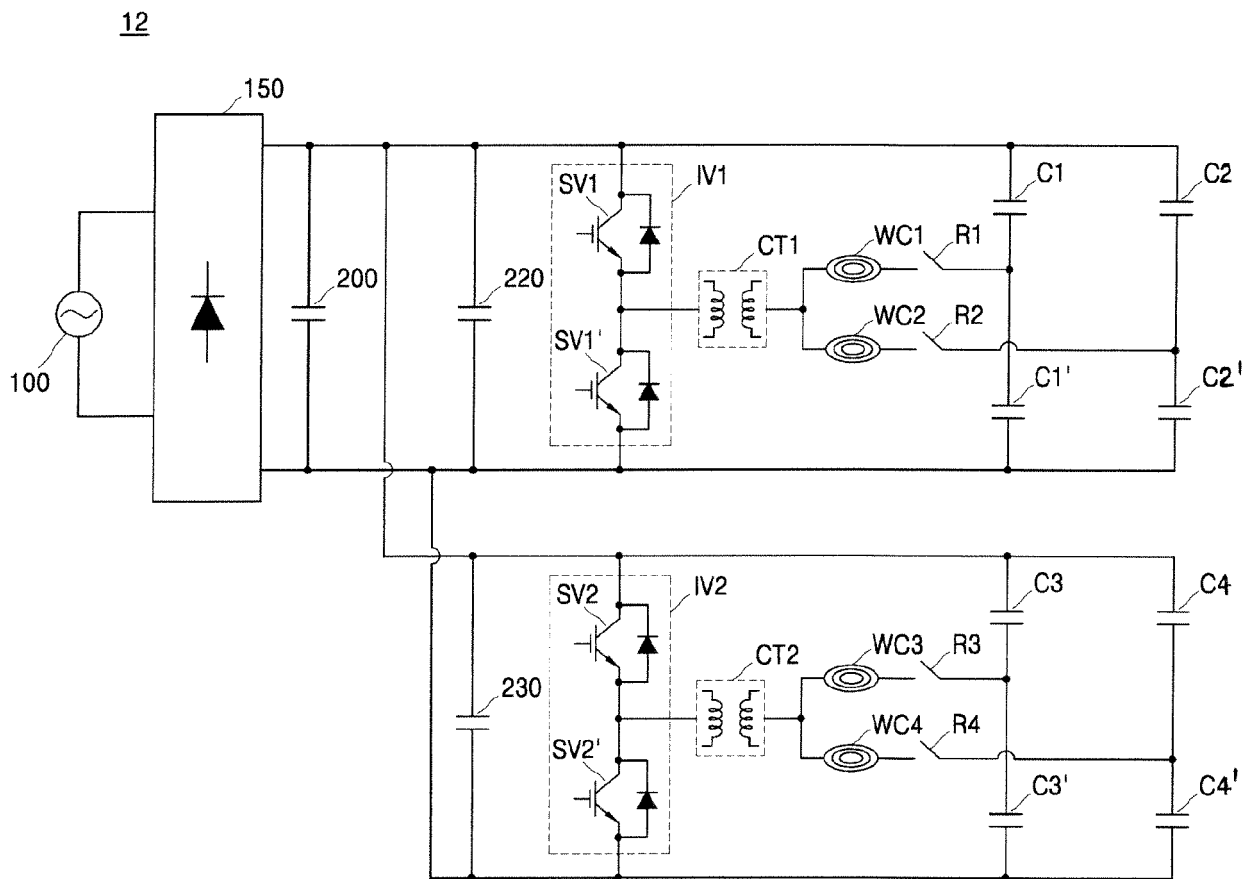 12
150
IV1
SV1
C1
C2
WC1
R1
CT1
200
220
WC2
R2
SV1'
100
C1'
C2'
IV2
SV2
C3
C4
WC3
R3
CT2
230
WC4
R4
SV2'
C3'
C4'